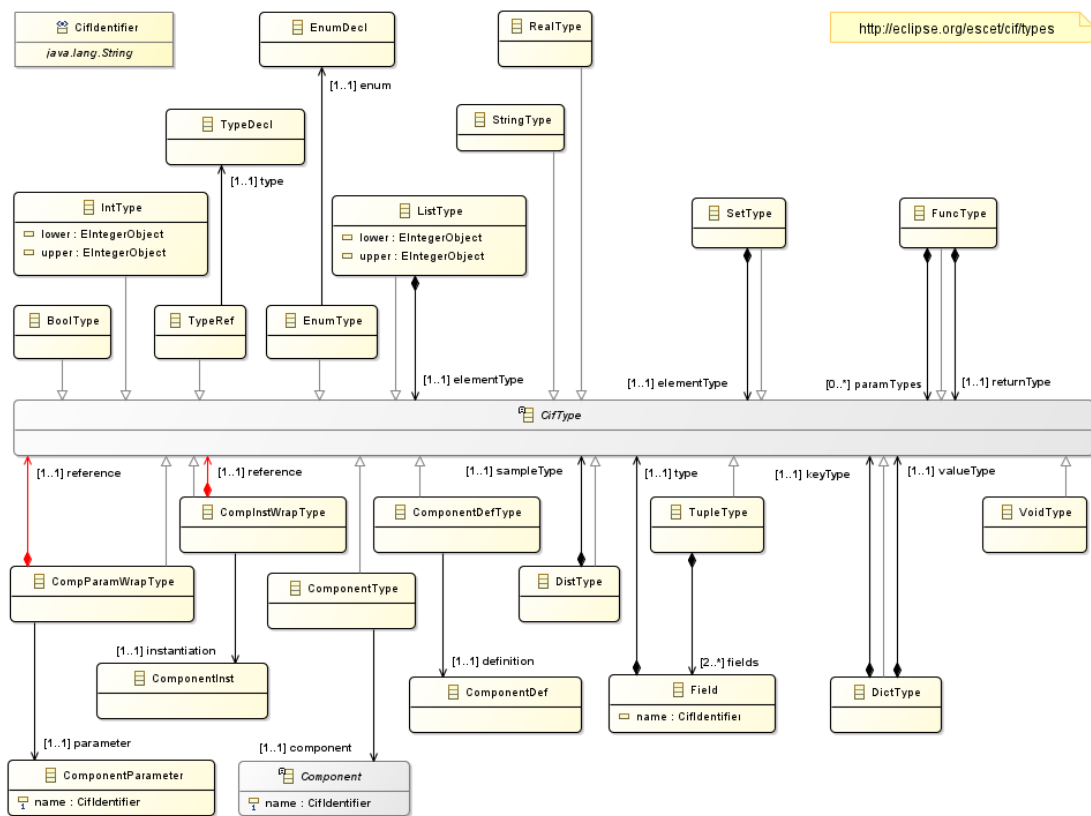 CifIdentifier
java.lang.String
EnumDecl
RealType
http://eclipse.org/escet/cif/types
[1..1] enum
TypeDecl
StringType
[1..1] type
IntType
lower : EIntegerObject
upper : EIntegerObject
ListType
lower : EIntegerObject
upper : EIntegerObject
SetType
FuncType
BoolType
TypeRef
EnumType
[1..1] elementType
[1..1] elementType
[0..*] paramTypes
[1..1] returnType
CifType
[1..1] reference
[1..1] reference
[1..1] sampleType
[1..1] type
[1..1] keyType
[1..1] valueType
CompInstWrapType
ComponentDefType
TupleType
VoidType
CompParamWrapType
ComponentType
DistType
[1..1] instantiation
[1..1] definition
[2..*] fields
ComponentInst
ComponentDef
Field
name : CifIdentifier
DictType
[1..1] parameter
[1..1] component
ComponentParameter
name : CifIdentifier
Component
name : CifIdentifier